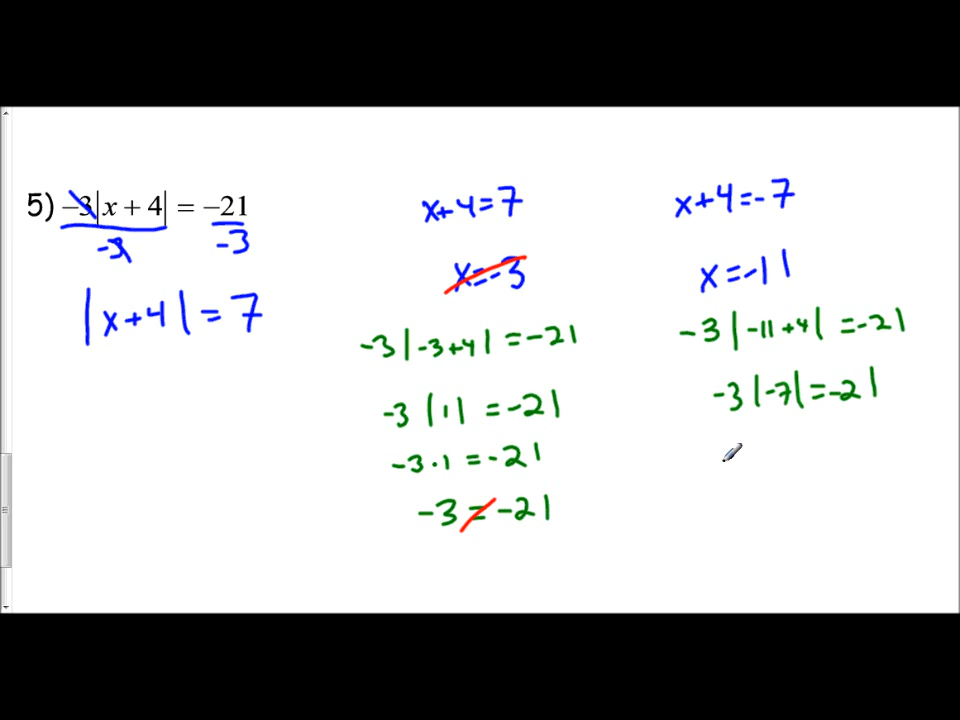 5) -3|x + 4| = -21
-3 -3
|x+4| = 7
x+4=7
x=-3
-3|-3+4| = -21
-3|1| = -21
-3·1 = -21
-3 = -21
x+4=-7
x=-11
-3|-11+4| = -21
-3|-7| = -21